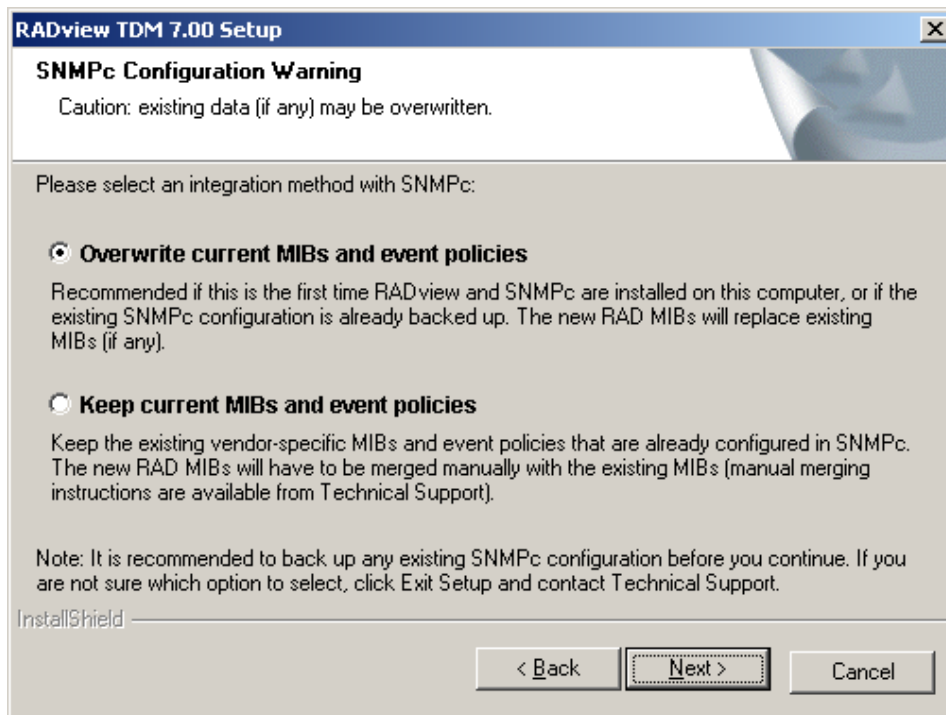 RADview TDM 7.00 Setup
SNMPc Configuration Warning
Caution: existing data (if any) may be overwritten.
Please select an integration method with SNMPc:
Overwrite current MIBs and event policies
Recommended if this is the first time RADview and SNMPc are installed on this computer, or if the
existing SNMPc configuration is already backed up. The new RAD MIBs will replace existing
MIBs (if any).
Keep current MIBs and event policies
Keep the existing vendor-specific MIBs and event policies that are already configured in SNMPc.
The new RAD MIBs will have to be merged manually with the existing MIBs (manual merging
instructions are available from Technical Support).
Note: It is recommended to back up any existing SNMPc configuration before you continue. If you
are not sure which option to select, click Exit Setup and contact Technical Support.
InstallShield
< Back
Next >
Cancel